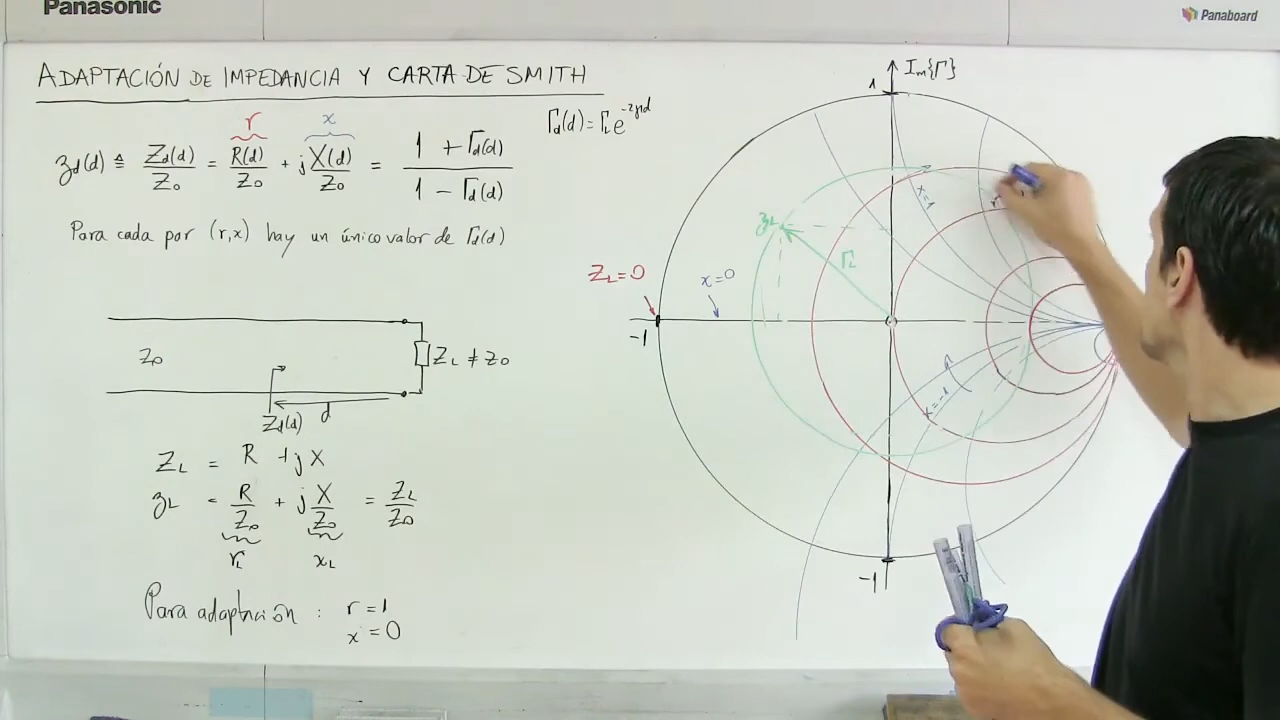 Panasonic
Panaboard
ADAPTACIÓN DE IMPEDANCIA Y CARTA DE SMITH
Γd(d) = ΓL e^-2γd
r x
zd(d) ≜ Zd(d)/Z0 = R(d)/Z0 + j X(d)/Z0 = 1 + Γd(d) / 1 − Γd(d)
Para cada par (r,x) hay un único valor de Γd(d)
Z0
ZL ≠ Z0
d
Zd(d)
ZL = R + jX
zL = R/Z0 + j X/Z0 = ZL/Z0
rL xL
Para adaptación : r = 1
x = 0
Im{Γ}
1
x=1
r
zL
ΓL
ZL=0
x=0
-1
x=-1
-1